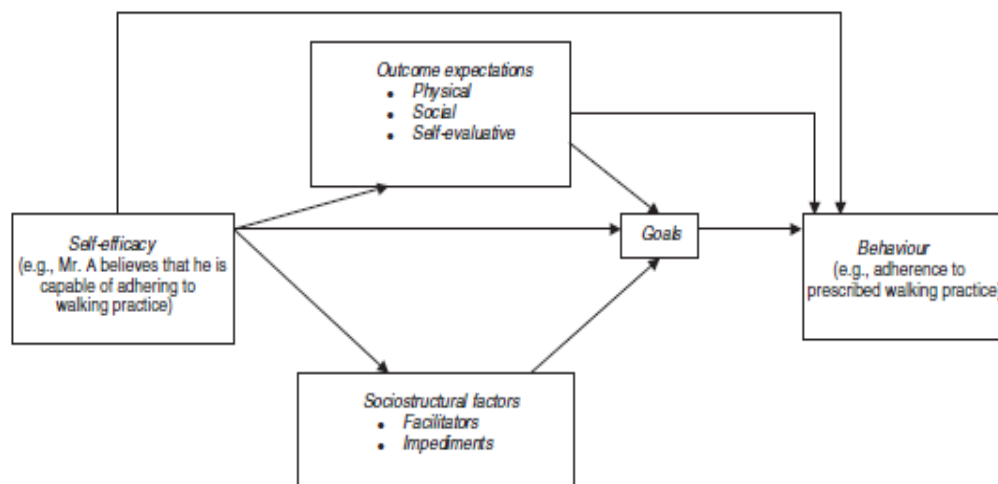 Outcome expectations
• Physical
• Social
• Self-evaluative
Self-efficacy
(e.g., Mr. A believes that he is
capable of adhering to
walking practice)
Goals
Behaviour
(e.g., adherence to
prescribed walking practice)
Sociostructural factors
• Facilitators
• Impediments